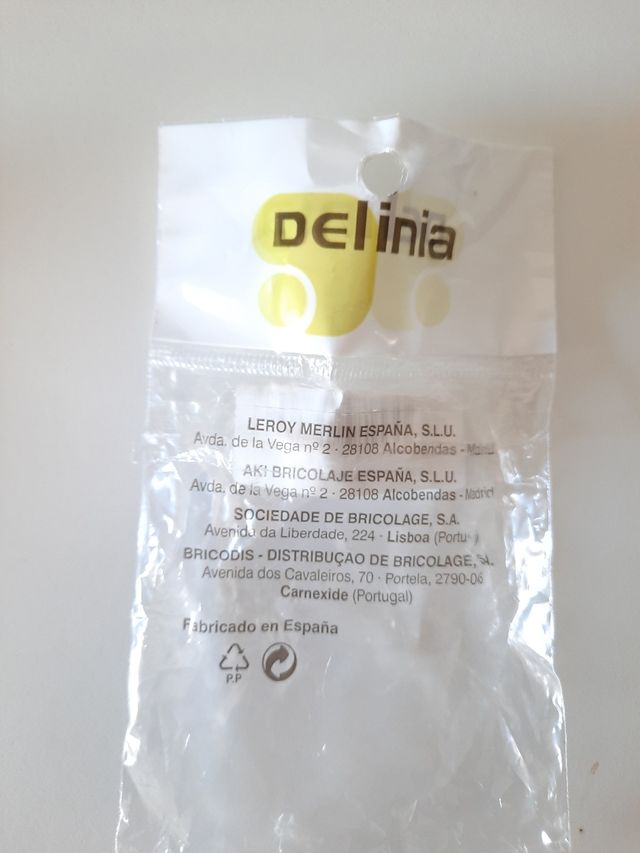 DElinia
LEROY MERLIN ESPAÑA, S.L.U.
Avda. de la Vega nº 2 · 28108 Alcobendas - Madrid
AKI BRICOLAJE ESPAÑA, S.L.U.
Avda. de la Vega nº 2 · 28108 Alcobendas - Madrid
SOCIEDADE DE BRICOLAGE, S.A.
Avenida da Liberdade, 224 · Lisboa
BRICODIS - DISTRIBUÇAO DE BRICOLAGE,
Avenida dos Cavaleiros, 70 · Portela, 2790-06
Carnexide (Portugal)
Fabricado en España
P.P